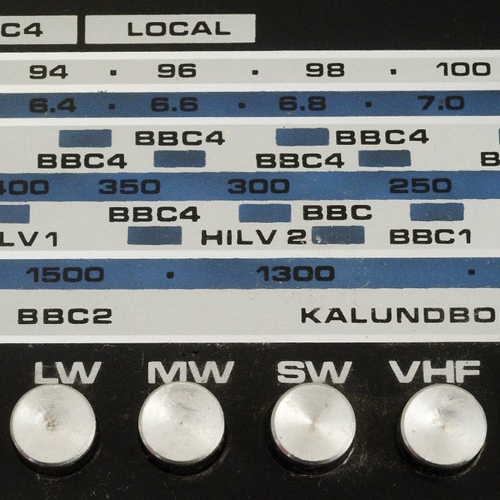 C4 LOCAL
94 · 96 · 98 · 100
6.4 · 6.6 · 6.8 · 7.0
BBC4 BBC4
BBC4 BBC4 B
400 350 300 250
BBC4 BBC
LV1 HILV 2 BBC1
1500 · 1300 ·
BBC2 KALUNDBO
LW MW SW VHF